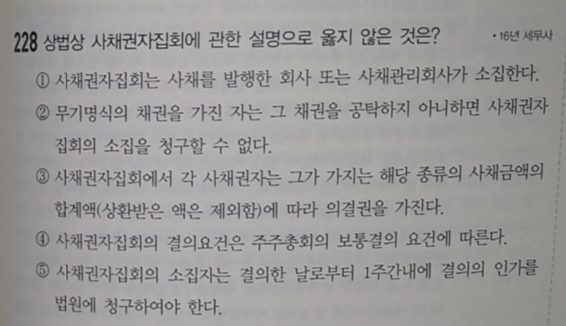 228 상법상 사채권자집회에 관한 설명으로 옳지 않은 것은? • 16년 세무사
① 사채권자집회는 사채를 발행한 회사 또는 사채관리회사가 소집한다.
② 무기명식의 채권을 가진 자는 그 채권을 공탁하지 아니하면 사채권자
집회의 소집을 청구할 수 없다.
③ 사채권자집회에서 각 사채권자는 그가 가지는 해당 종류의 사채금액의
합계액(상환받은 액은 제외함)에 따라 의결권을 가진다.
④ 사채권자집회의 결의요건은 주주총회의 보통결의 요건에 따른다.
⑤ 사채권자집회의 소집자는 결의한 날로부터 1주간내에 결의의 인가를
법원에 청구하여야 한다.